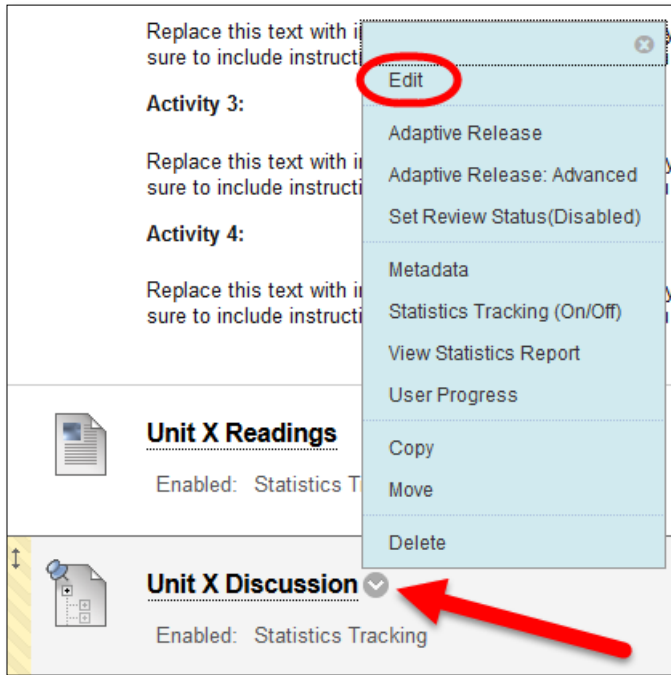 Replace this text with i
sure to include instructi
Activity 3:
Replace this text with i
sure to include instructi
Activity 4:
Replace this text with i
sure to include instructi
Edit
Adaptive Release
Adaptive Release: Advanced
Set Review Status(Disabled)
Metadata
Statistics Tracking (On/Off)
View Statistics Report
User Progress
Copy
Move
Delete
Unit X Readings
Enabled: Statistics T
Unit X Discussion
Enabled: Statistics Tracking